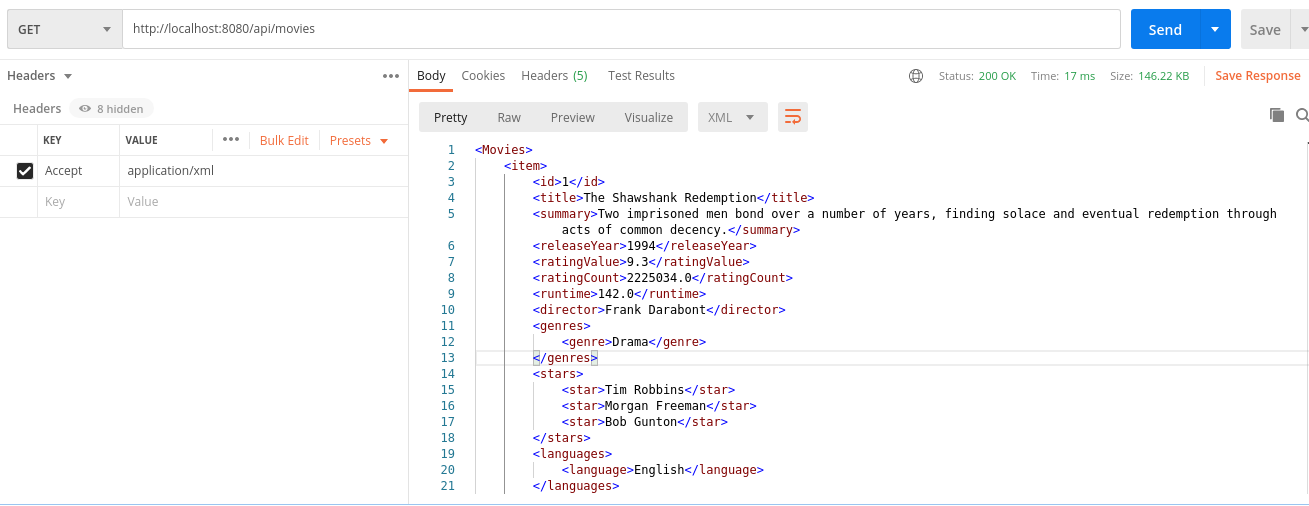 GET http://localhost:8080/api/movies Send Save
Headers Body Cookies Headers (5) Test Results Status: 200 OK Time: 17 ms Size: 146.22 KB Save Response
Headers 8 hidden Pretty Raw Preview Visualize XML
KEY VALUE Bulk Edit Presets
Accept application/xml
Key Value
1 <Movies>
2 <item>
3 <id>1</id>
4 <title>The Shawshank Redemption</title>
5 <summary>Two imprisoned men bond over a number of years, finding solace and eventual redemption through
acts of common decency.</summary>
6 <releaseYear>1994</releaseYear>
7 <ratingValue>9.3</ratingValue>
8 <ratingCount>2225034.0</ratingCount>
9 <runtime>142.0</runtime>
10 <director>Frank Darabont</director>
11 <genres>
12 <genre>Drama</genre>
13 </genres>
14 <stars>
15 <star>Tim Robbins</star>
16 <star>Morgan Freeman</star>
17 <star>Bob Gunton</star>
18 </stars>
19 <languages>
20 <language>English</language>
21 </languages>